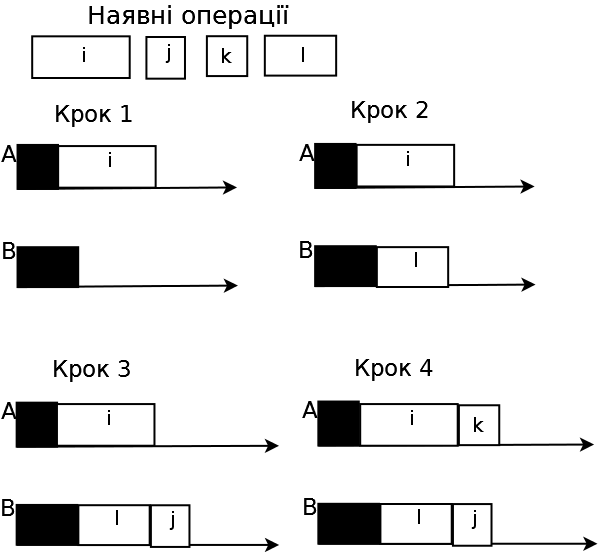 Наявні операції
i j k l
Крок 1 Крок 2
A i A i
B B l
Крок 3 Крок 4
A i A i k
B l j B l j